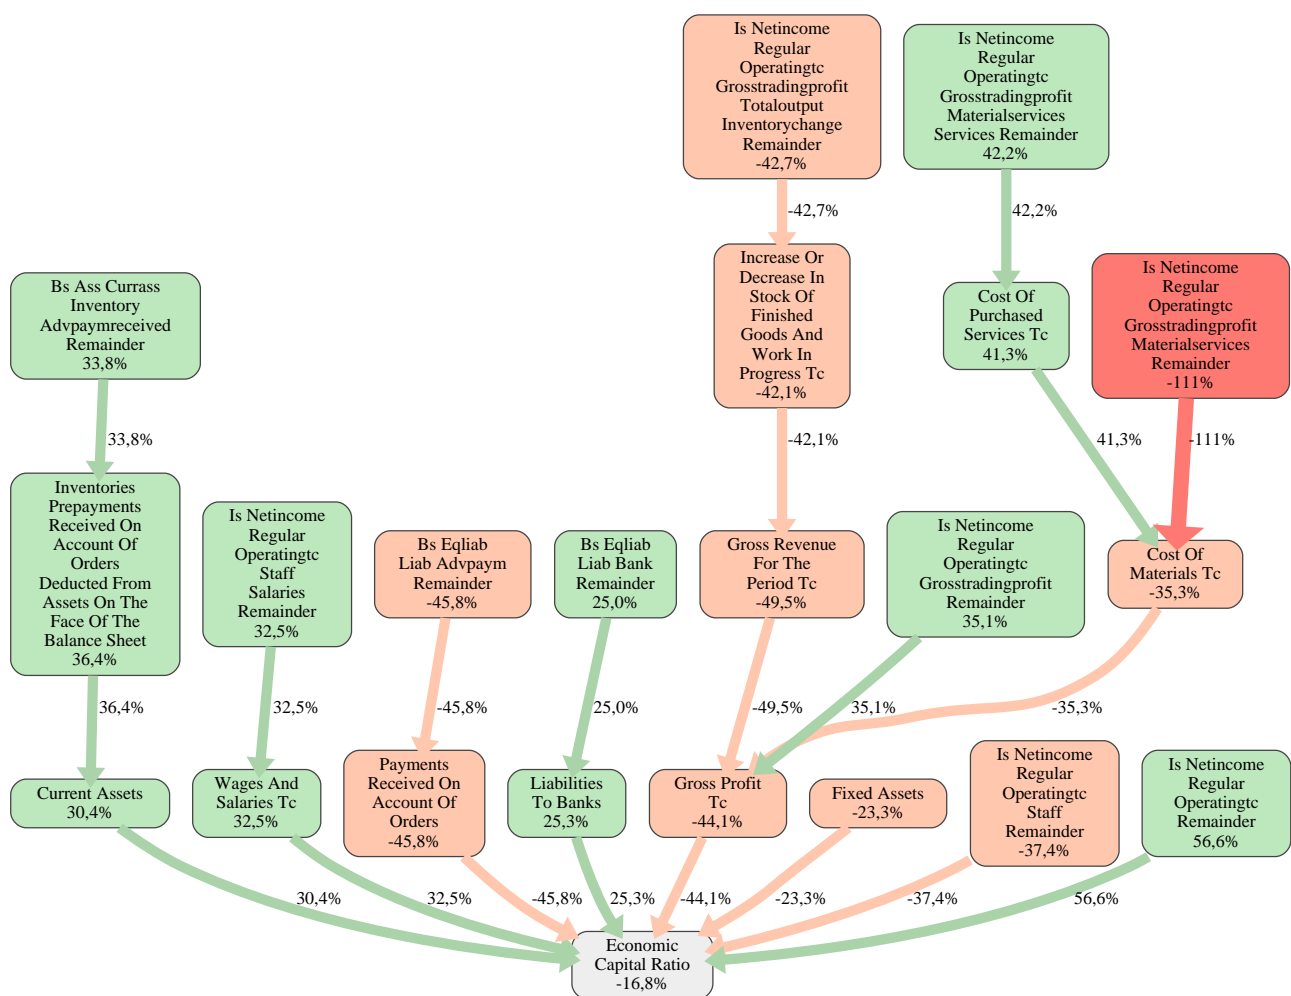 Is Netincome
Regular
Operatingtc
Grosstradingprofit
Totaloutput
Inventorychange
Remainder
-42,7%
Is Netincome
Regular
Operatingtc
Grosstradingprofit
Materialservices
Services Remainder
42,2%
-42,7%
42,2%
Bs Ass Currass
Inventory
Advpaymreceived
Remainder
33,8%
Increase Or
Decrease In
Stock Of
Finished
Goods And
Work In
Progress Tc
-42,1%
Cost Of
Purchased
Services Tc
41,3%
Is Netincome
Regular
Operatingtc
Grosstradingprofit
Materialservices
Remainder
-111%
33,8%
-42,1%
41,3%
-111%
Inventories
Prepayments
Received On
Account Of
Orders
Deducted From
Assets On The
Face Of The
Balance Sheet
36,4%
Is Netincome
Regular
Operatingtc
Staff
Salaries
Remainder
32,5%
Bs Eqliab
Liab Advpaym
Remainder
-45,8%
Bs Eqliab
Liab Bank
Remainder
25,0%
Gross Revenue
For The
Period Tc
-49,5%
Is Netincome
Regular
Operatingtc
Grosstradingprofit
Remainder
35,1%
Cost Of
Materials Tc
-35,3%
36,4%
32,5%
-45,8%
25,0%
-49,5%
35,1%
-35,3%
Current Assets
30,4%
Wages And
Salaries Tc
32,5%
Payments
Received On
Account Of
Orders
-45,8%
Liabilities
To Banks
25,3%
Gross Profit
Tc
-44,1%
Fixed Assets
-23,3%
Is Netincome
Regular
Operatingtc
Staff
Remainder
-37,4%
Is Netincome
Regular
Operatingtc
Remainder
56,6%
30,4%
32,5%
-45,8%
25,3%
-44,1%
-23,3%
-37,4%
56,6%
Economic
Capital Ratio
-16,8%